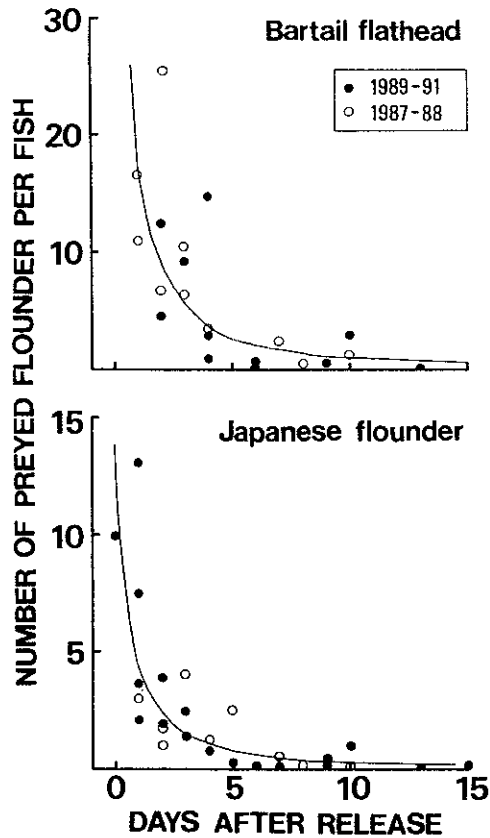 NUMBER OF PREYED FLOUNDER PER FISH
Bartail flathead
● 1989-91
○ 1987-88
30
20
10
Japanese flounder
15
10
5
0 5 10 15
DAYS AFTER RELEASE